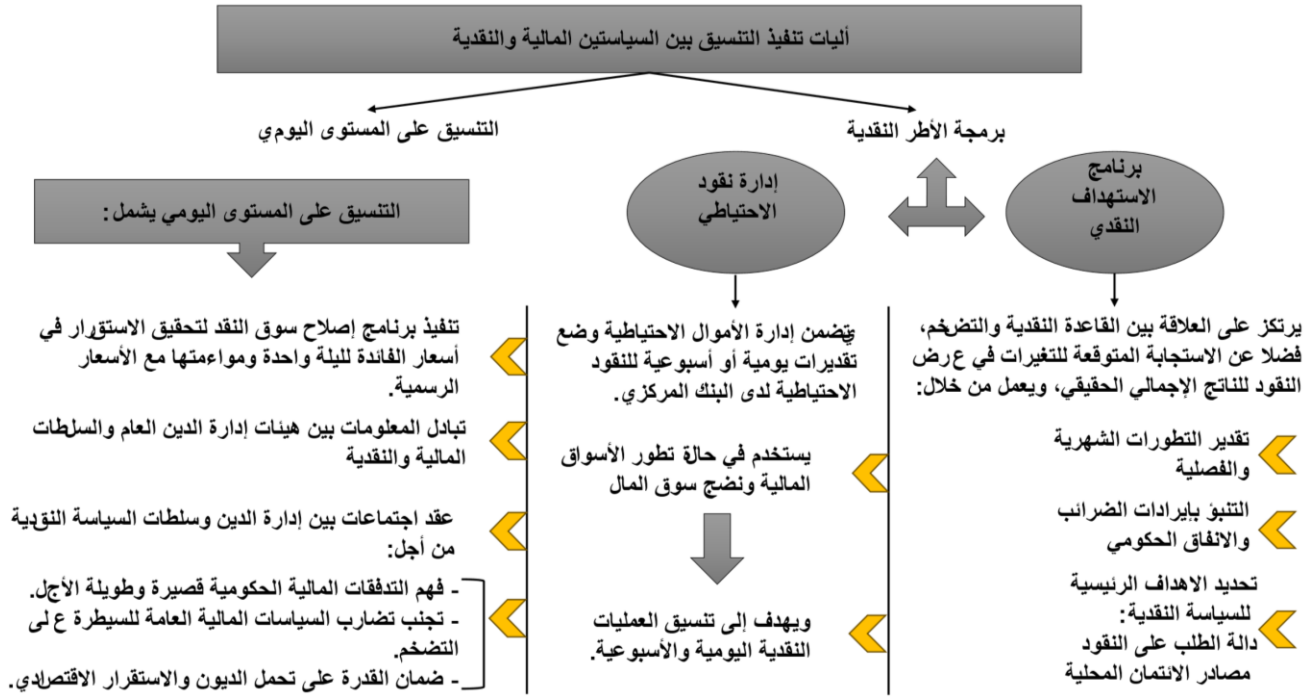 أليات تنفيذ التنسيق بين السياستين المالية والنقدية
برمجة الأطر النقدية
التنسيق على المستوى اليومي
برنامج
الاستهداف
النقدي
إدارة نقود
الاحتياطي
التنسيق على المستوى اليومي يشمل:
يرتكز على العلاقة بين القاعدة النقدية والتضخم،
فضلا عن الاستجابة المتوقعة للتغيرات في عرض
النقود للناتج الإجمالي الحقيقي، ويعمل من خلال:
تقدير التطورات الشهرية
والفصلية
التنبؤ بإيرادات الضرائب
والانفاق الحكومي
تحديد الاهداف الرئيسية
للسياسة النقدية:
دالة الطلب على النقود
مصادر الائتمان المحلية
يتضمن إدارة الأموال الاحتياطية وضع
تقديرات يومية أو أسبوعية للنقود
الاحتياطية لدى البنك المركزي.
يستخدم في حالة تطور الأسواق
المالية ونضج سوق المال
ويهدف إلى تنسيق العمليات
النقدية اليومية والأسبوعية.
تنفيذ برنامج إصلاح سوق النقد لتحقيق الاستقرار في
أسعار الفائدة لليلة واحدة ومواءمتها مع الأسعار
الرسمية.
تبادل المعلومات بين هيئات إدارة الدين العام والسلطات
المالية والنقدية
عقد اجتماعات بين إدارة الدين وسلطات السياسة النقدية
من أجل:
- فهم التدفقات المالية الحكومية قصيرة وطويلة الأجل.
- تجنب تضارب السياسات المالية العامة للسيطرة على
التضخم.
- ضمان القدرة على تحمل الديون والاستقرار الاقتصادي.